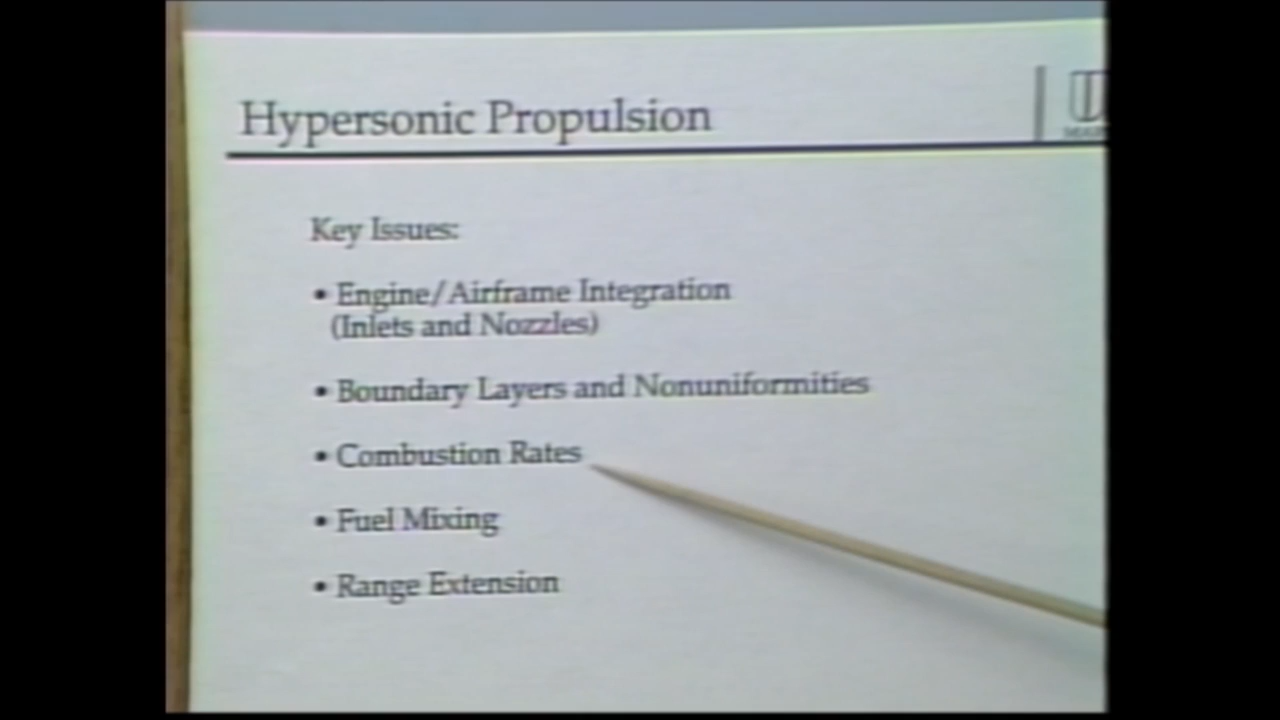 Hypersonic Propulsion
Key Issues:
• Engine/Airframe Integration
(Inlets and Nozzles)
• Boundary Layers and Nonuniformities
• Combustion Rates
• Fuel Mixing
• Range Extension